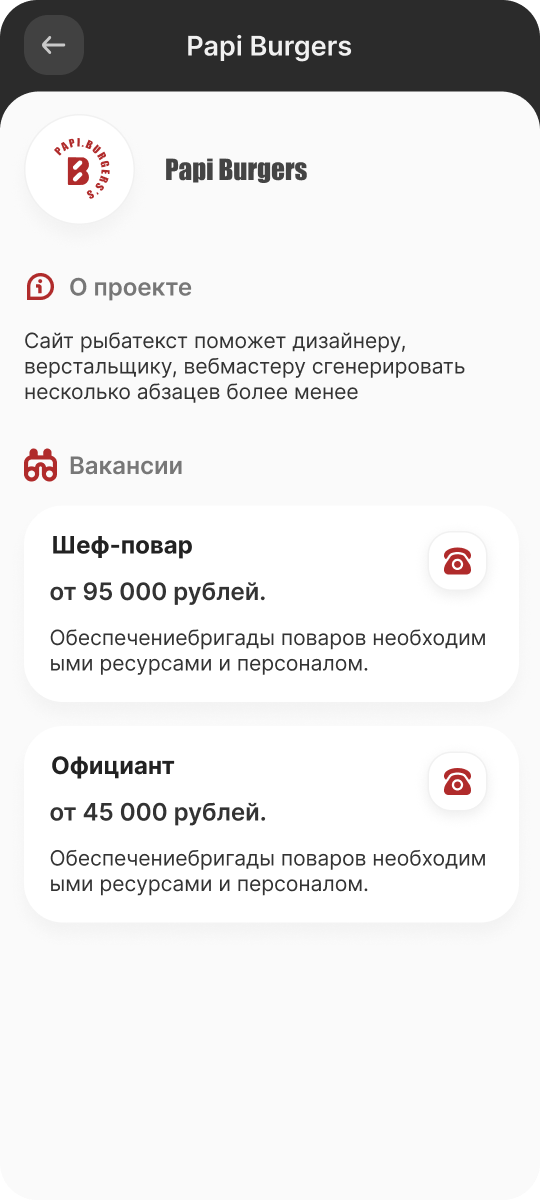 Papi Burgers
PAPI.BURGERS'S
B
Papi Burgers
О проекте
Сайт рыбатекст поможет дизайнеру,
верстальщику, вебмастеру сгенерировать
несколько абзацев более менее
Вакансии
Шеф-повар
от 95 000 рублей.
Обеспечениебригады поваров необходим
ыми ресурсами и персоналом.
Официант
от 45 000 рублей.
Обеспечениебригады поваров необходим
ыми ресурсами и персоналом.